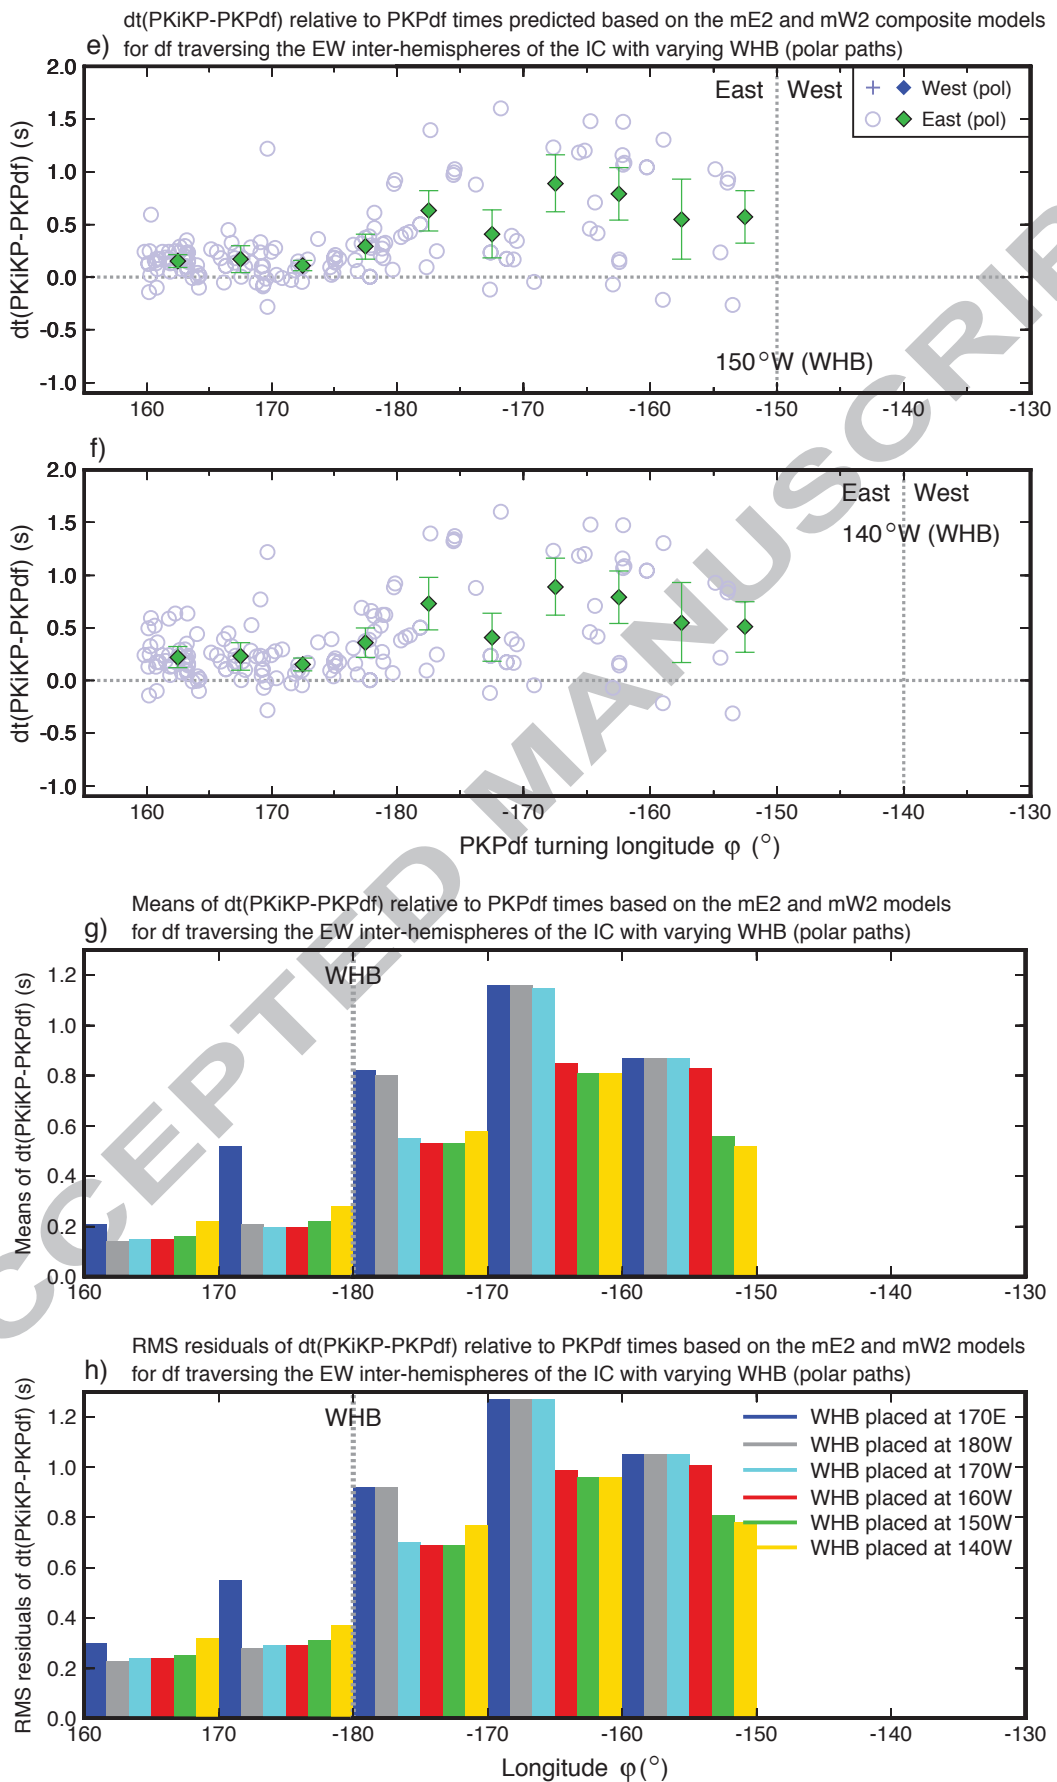 dt(PKiKP-PKPdf) relative to PKPdf times predicted based on the mE2 and mW2 composite models
e) for df traversing the EW inter-hemispheres of the IC with varying WHB (polar paths)
2.0
1.5
1.0
0.5
0.0
-0.5
-1.0
dt(PKiKP-PKPdf) (s)
East West
West (pol)
East (pol)
150°W (WHB)
160 170 -180 -170 -160 -150 -140 -130
f)
2.0
1.5
1.0
0.5
0.0
-0.5
-1.0
dt(PKiKP-PKPdf) (s)
East West
140°W (WHB)
160 170 -180 -170 -160 -150 -140 -130
PKPdf turning longitude φ (°)
Means of dt(PKiKP-PKPdf) relative to PKPdf times based on the mE2 and mW2 models
g) for df traversing the EW inter-hemispheres of the IC with varying WHB (polar paths)
1.2
1.0
0.8
0.6
0.4
0.2
0.0
Means of dt(PKiKP-PKPdf) (s)
WHB
160 170 -180 -170 -160 -150 -140 -130
RMS residuals of dt(PKiKP-PKPdf) relative to PKPdf times based on the mE2 and mW2 models
h) for df traversing the EW inter-hemispheres of the IC with varying WHB (polar paths)
1.2
1.0
0.8
0.6
0.4
0.2
0.0
RMS residuals of dt(PKiKP-PKPdf) (s)
WHB
WHB placed at 170E
WHB placed at 180W
WHB placed at 170W
WHB placed at 160W
WHB placed at 150W
WHB placed at 140W
160 170 -180 -170 -160 -150 -140 -130
Longitude φ(°)
CCEPTED MANUSCRIP